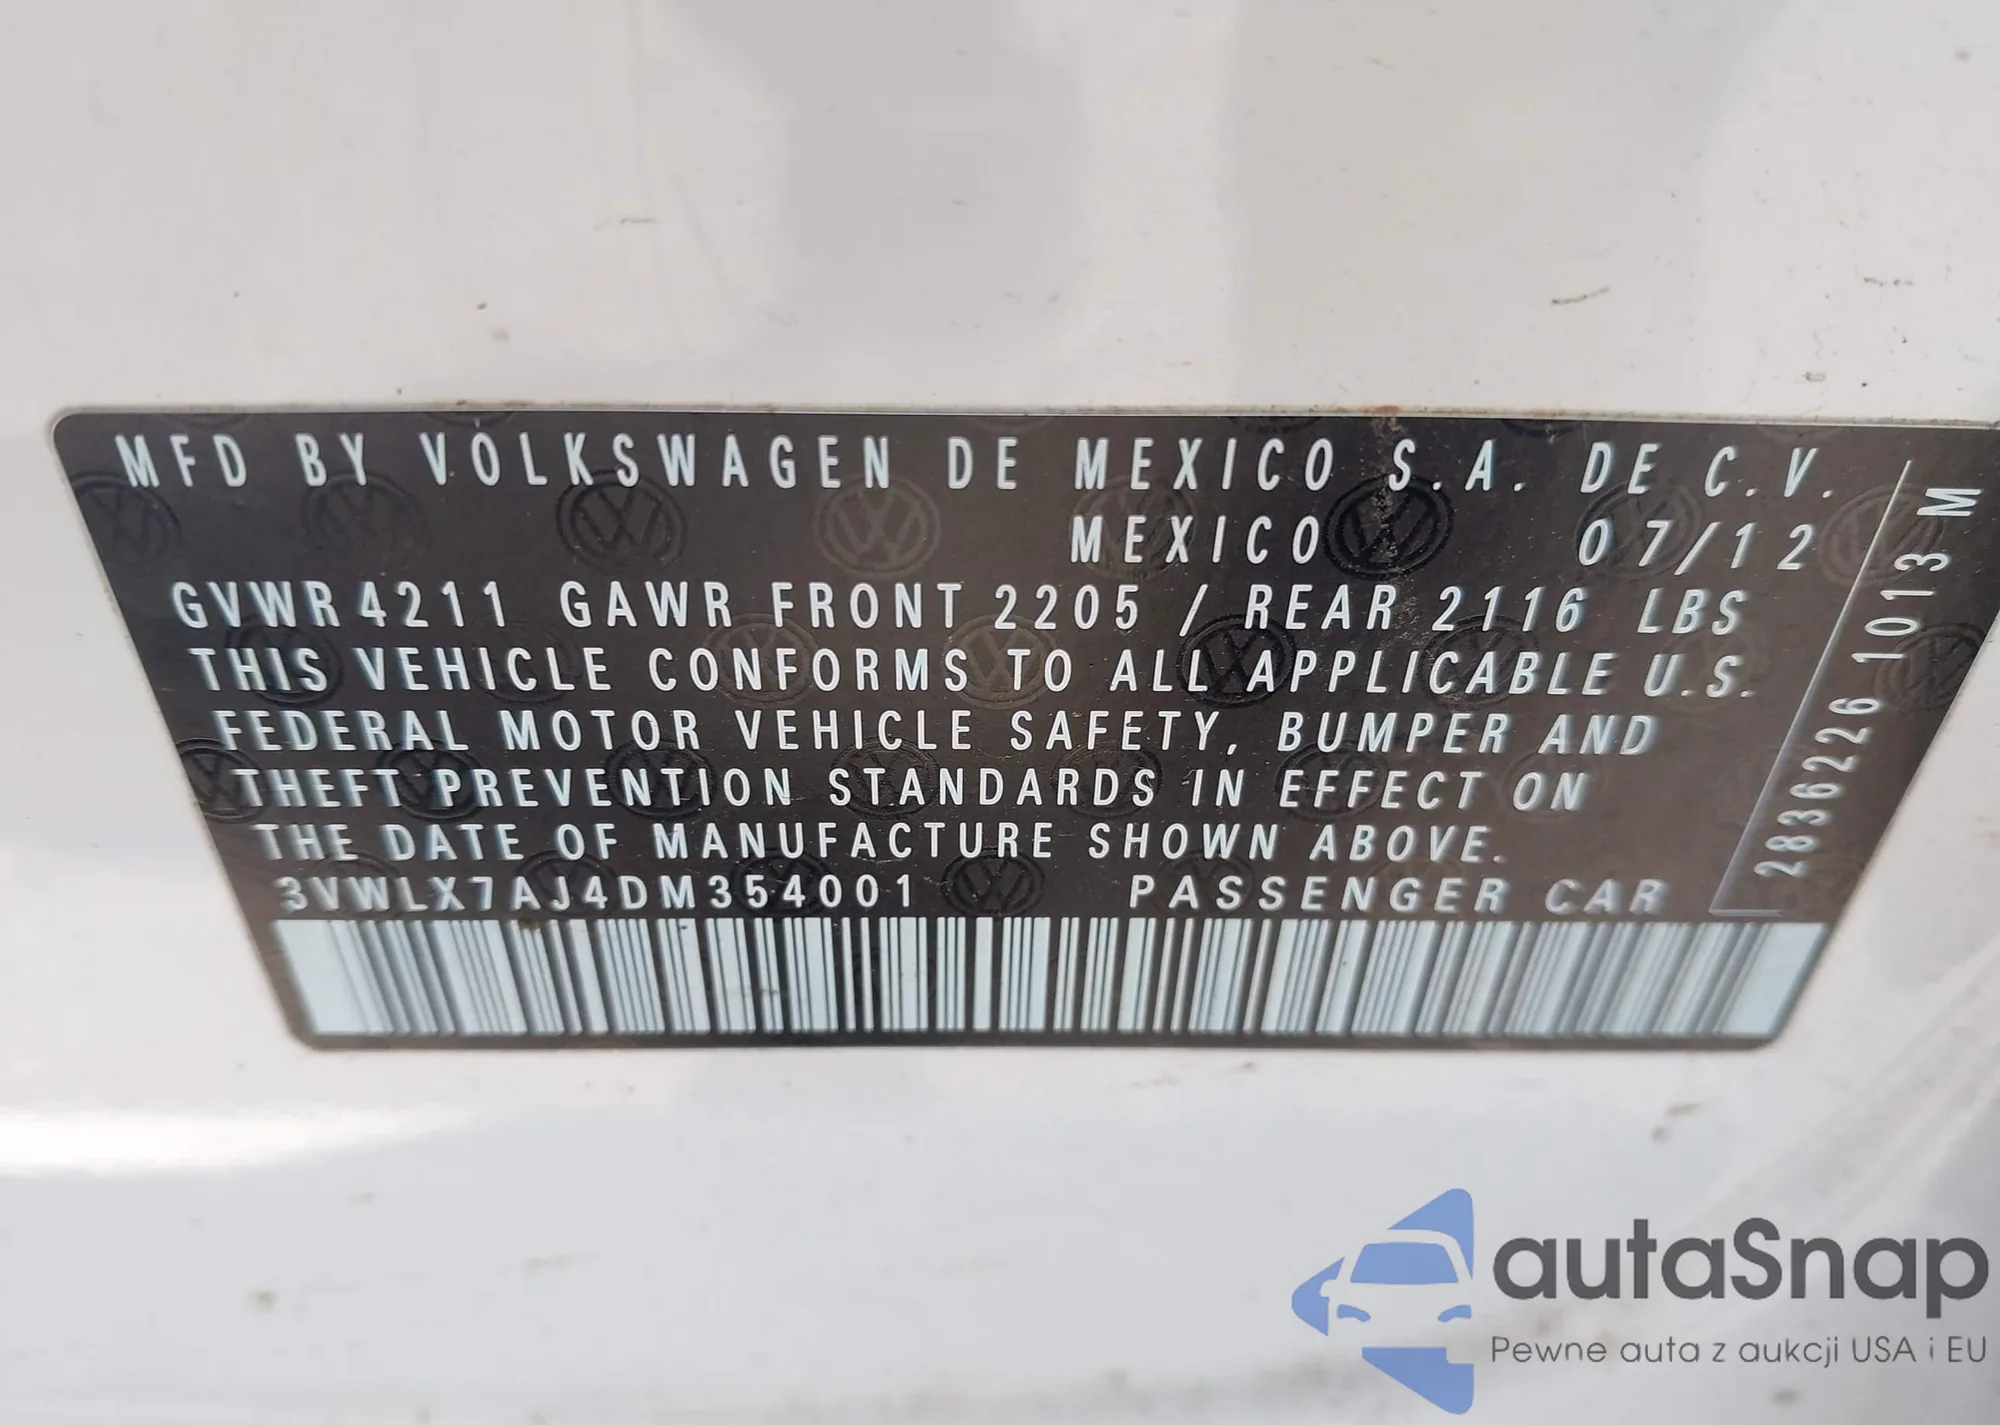 MFD BY VOLKSWAGEN DE MEXICO S.A. DE C.V.
MEXICO 07/12
GVWR 4211 GAWR FRONT 2205 / REAR 2116 LBS
THIS VEHICLE CONFORMS TO ALL APPLICABLE U.S.
FEDERAL MOTOR VEHICLE SAFETY, BUMPER AND
THEFT PREVENTION STANDARDS IN EFFECT ON
THE DATE OF MANUFACTURE SHOWN ABOVE.
3VWLX7AJ4DM354001 PASSENGER CAR
2836226 1013 M
autaSnap
Pewne auta z aukcji USA i EU